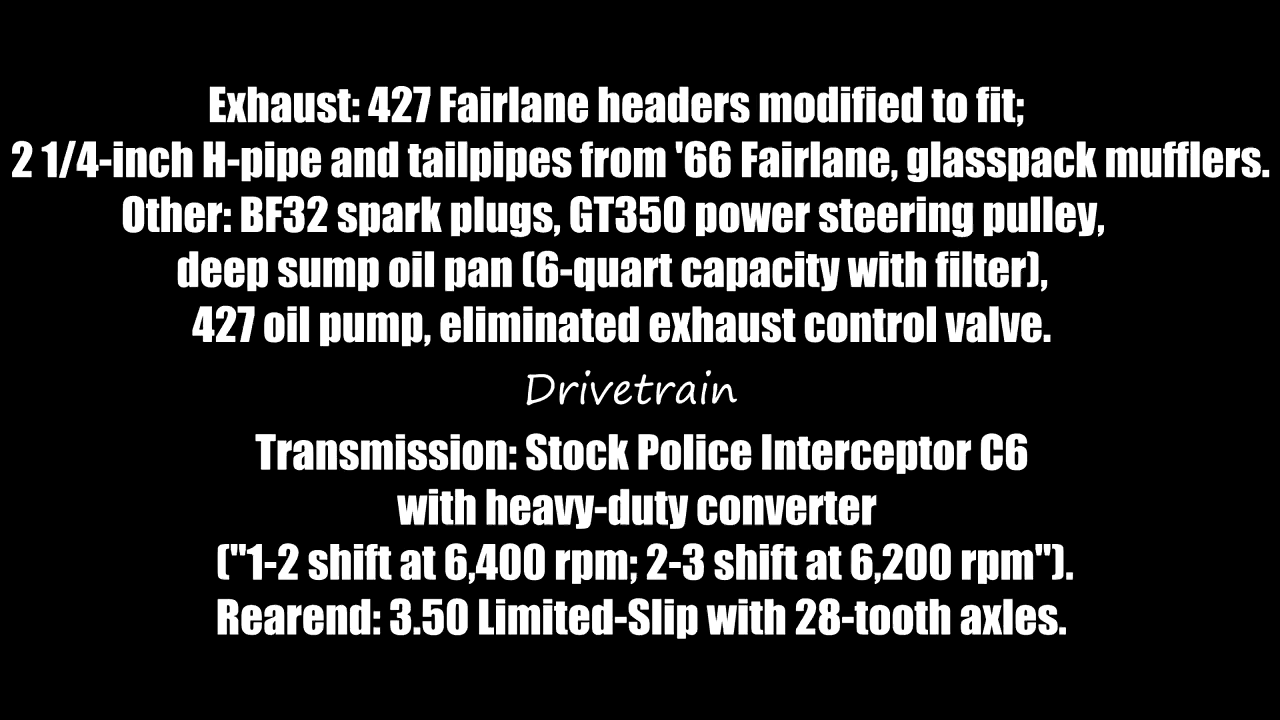 Exhaust: 427 Fairlane headers modified to fit;
2 1/4-inch H-pipe and tailpipes from '66 Fairlane, glasspack mufflers.
Other: BF32 spark plugs, GT350 power steering pulley,
deep sump oil pan (6-quart capacity with filter),
427 oil pump, eliminated exhaust control valve.
Drivetrain
Transmission: Stock Police Interceptor C6
with heavy-duty converter
("1-2 shift at 6,400 rpm; 2-3 shift at 6,200 rpm").
Rearend: 3.50 Limited-Slip with 28-tooth axles.